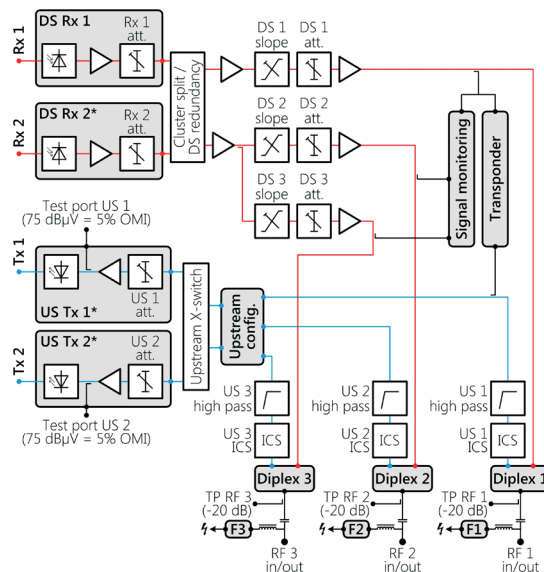 DS Rx 1
Rx 1
Rx 1
att.
DS Rx 2*
Rx 2
Rx 2
att.
Cluster split /
DS redundancy
DS 1
slope
DS 1
att.
DS 2
slope
DS 2
att.
DS 3
slope
DS 3
att.
Signal monitoring
Transponder
Test port US 1
(75 dBµV = 5% OMI)
Tx 1
US Tx 1*
US 1
att.
US Tx 2*
Tx 2
US 2
att.
Test port US 2
(75 dBµV = 5% OMI)
Upstream X-switch
Upstream
config.
US 3
high pass
US 2
high pass
US 1
high pass
US 3
ICS
ICS
US 2
ICS
ICS
US 1
ICS
ICS
Diplex 3
Diplex 2
Diplex 1
TP RF 3
(-20 dB)
TP RF 2
(-20 dB)
TP RF 1
(-20 dB)
F3
F2
F1
RF 3
in/out
RF 2
in/out
RF 1
in/out